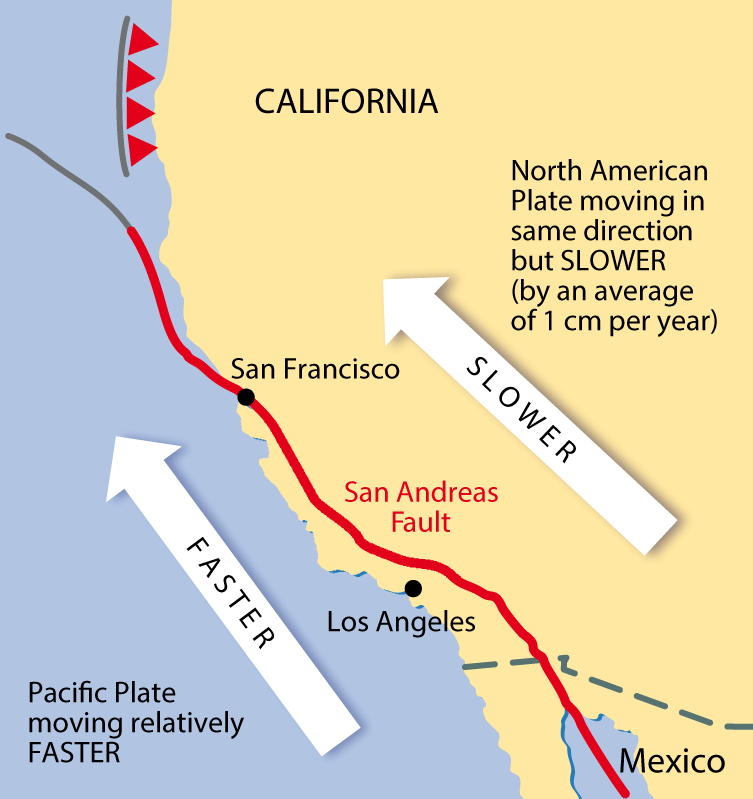 CALIFORNIA
North American
Plate moving in
same direction
but SLOWER
(by an average
of 1 cm per year)
SLOWER
San Francisco
San Andreas
Fault
FASTER
Los Angeles
Pacific Plate
moving relatively
FASTER
Mexico